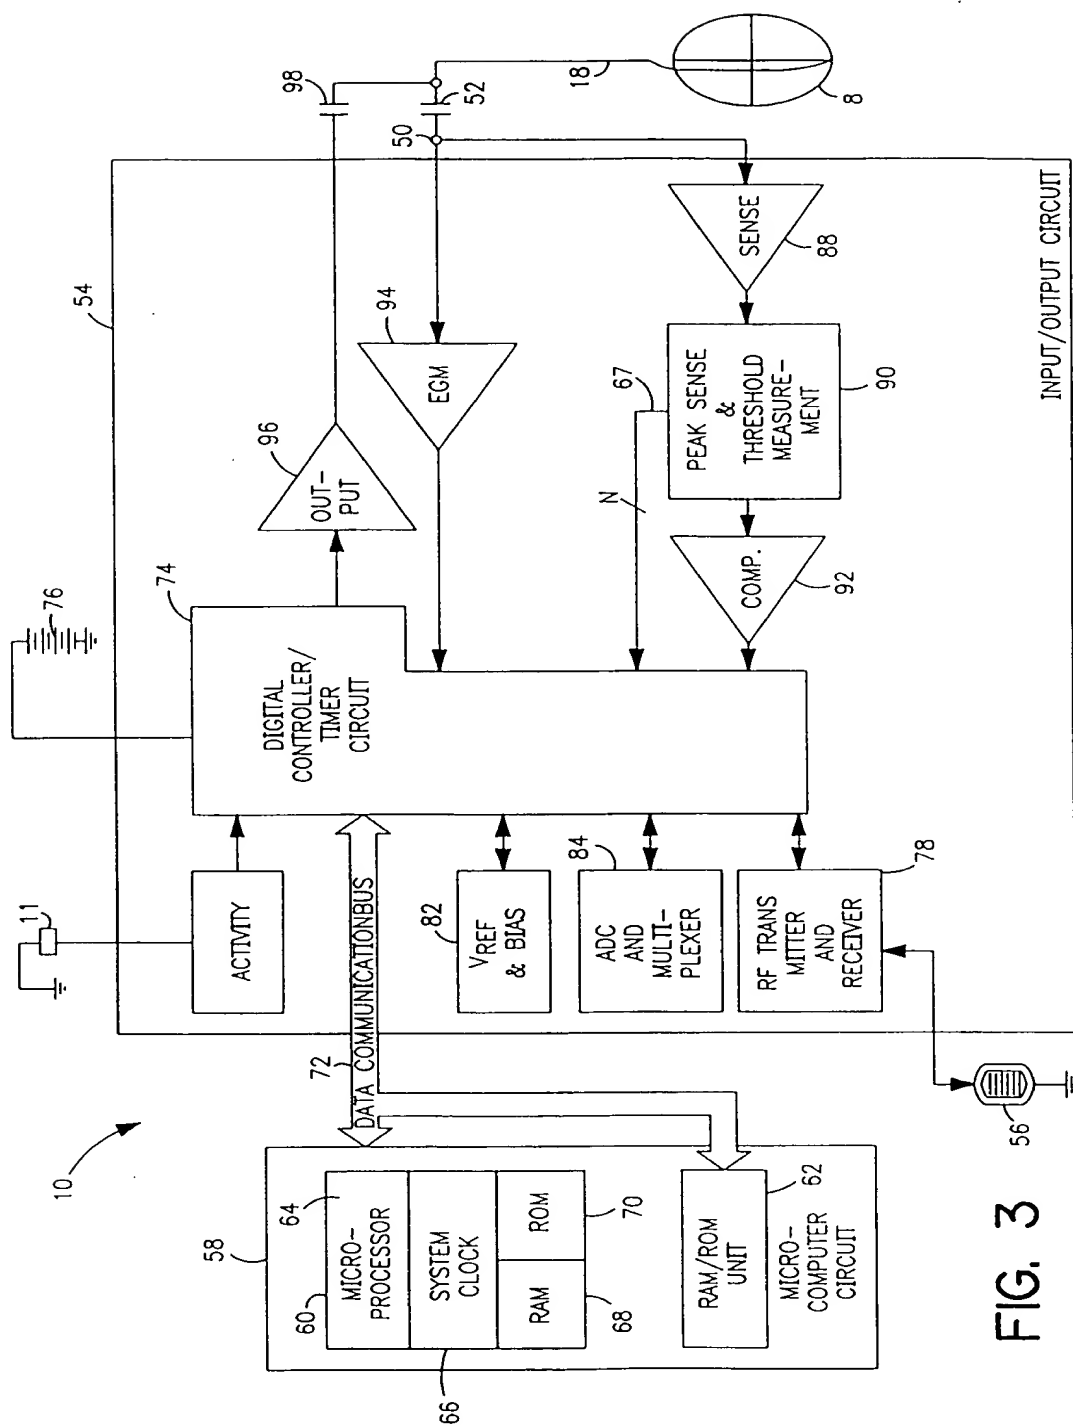 10
58
60
MICRO-
PROCESSOR
64
SYSTEM
CLOCK
66
RAM
ROM
68
70
RAM/ROM
UNIT
62
MICRO-
COMPUTER
CIRCUIT
72
DATA COMMUNICATIONBUS
11
ACTIVITY
54
76
74
DIGITAL
CONTROLLER/
TIMER
CIRCUIT
82
VREF
& BIAS
84
ADC
AND
MULTI-
PLEXER
78
RF TRANS
MITTER
AND
RECEIVER
56
96
OUT-
PUT
94
EGM
98
50
52
18
8
67
N
PEAK SENSE
&
THRESHOLD
MEASURE-
MENT
90
SENSE
88
COMP.
92
INPUT/OUTPUT CIRCUIT
FIG. 3